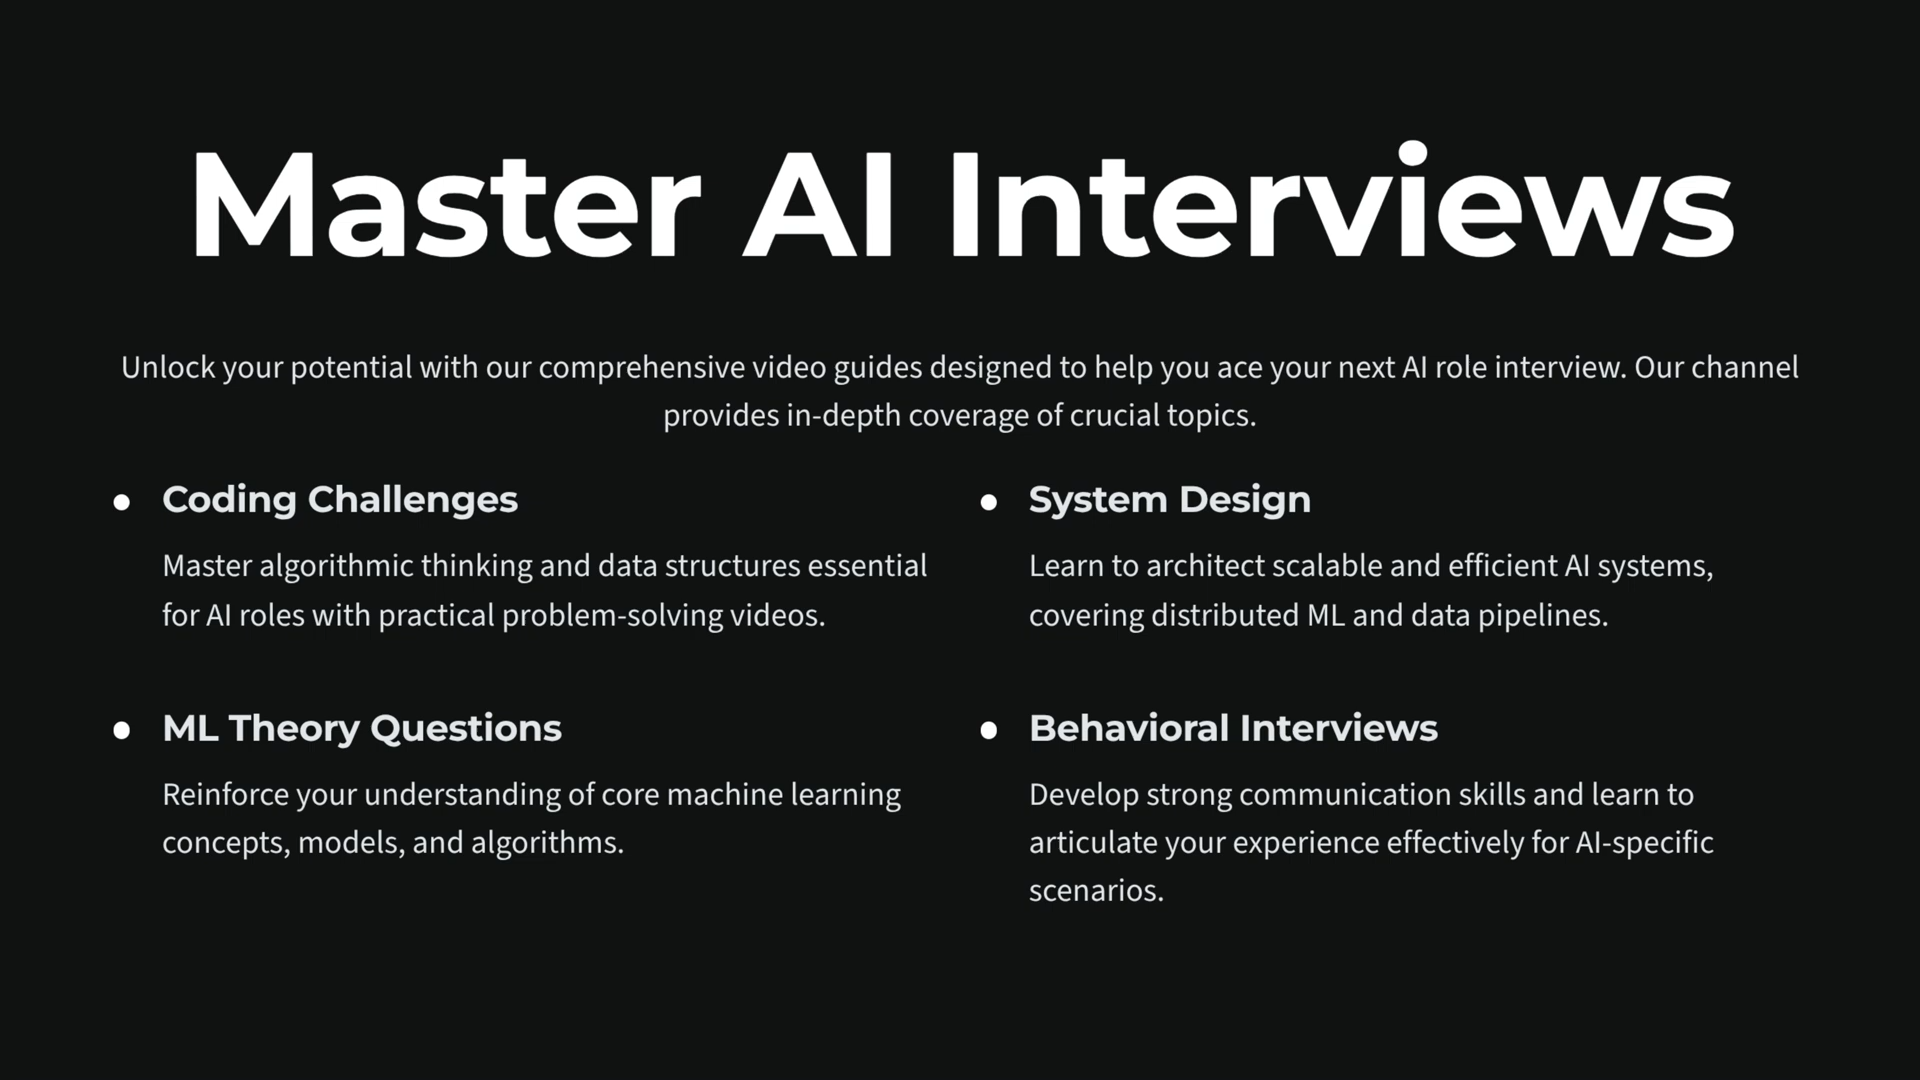 Master AI Interviews
Unlock your potential with our comprehensive video guides designed to help you ace your next AI role interview. Our channel
provides in-depth coverage of crucial topics.
● Coding Challenges
Master algorithmic thinking and data structures essential
for AI roles with practical problem-solving videos.
● System Design
Learn to architect scalable and efficient AI systems,
covering distributed ML and data pipelines.
● ML Theory Questions
Reinforce your understanding of core machine learning
concepts, models, and algorithms.
● Behavioral Interviews
Develop strong communication skills and learn to
articulate your experience effectively for AI-specific
scenarios.